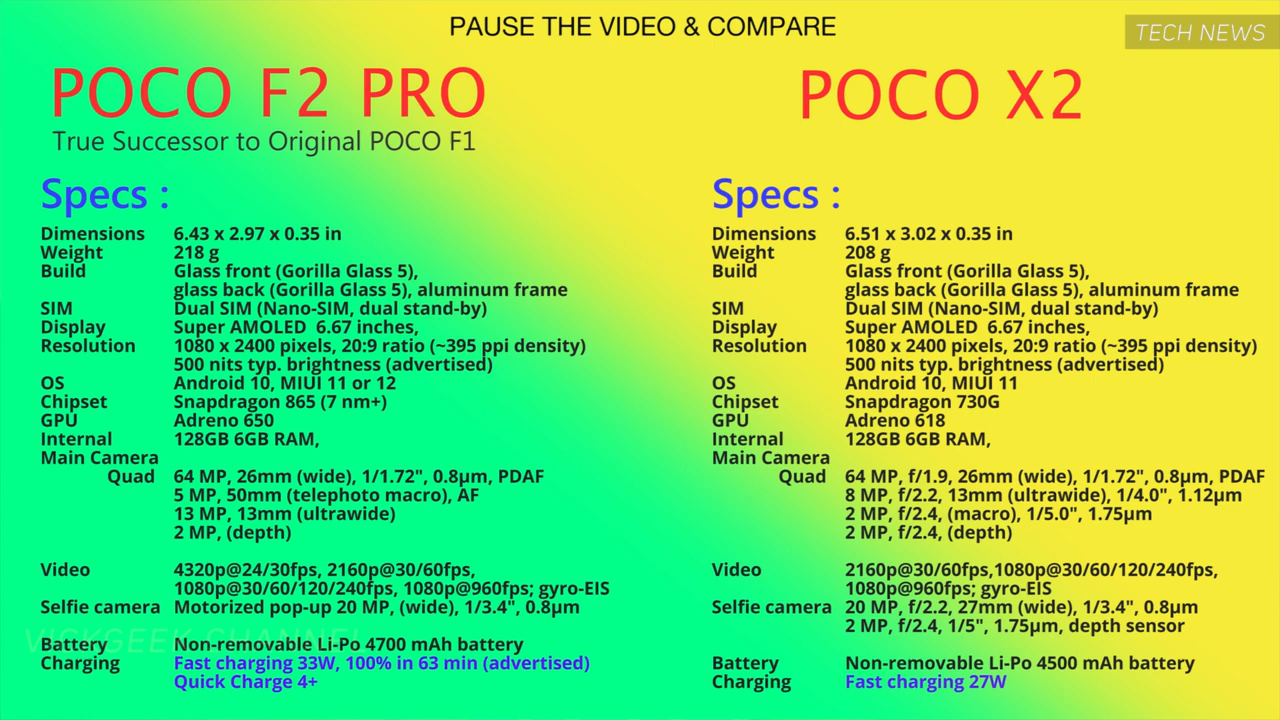 PAUSE THE VIDEO & COMPARE
TECH NEWS
POCO F2 PRO
True Successor to Original POCO F1
Specs :
Dimensions 6.43 x 2.97 x 0.35 in
Weight 218 g
Build Glass front (Gorilla Glass 5),
glass back (Gorilla Glass 5), aluminum frame
SIM Dual SIM (Nano-SIM, dual stand-by)
Display Super AMOLED 6.67 inches,
Resolution 1080 x 2400 pixels, 20:9 ratio (~395 ppi density)
500 nits typ. brightness (advertised)
OS Android 10, MIUI 11 or 12
Chipset Snapdragon 865 (7 nm+)
GPU Adreno 650
Internal 128GB 6GB RAM,
Main Camera
Quad 64 MP, 26mm (wide), 1/1.72", 0.8µm, PDAF
5 MP, 50mm (telephoto macro), AF
13 MP, 13mm (ultrawide)
2 MP, (depth)
Video 4320p@24/30fps, 2160p@30/60fps,
1080p@30/60/120/240fps, 1080p@960fps; gyro-EIS
Selfie camera Motorized pop-up 20 MP, (wide), 1/3.4", 0.8µm
VICKGEEK CHANNEL
Battery Non-removable Li-Po 4700 mAh battery
Charging Fast charging 33W, 100% in 63 min (advertised)
Quick Charge 4+
POCO X2
Specs :
Dimensions 6.51 x 3.02 x 0.35 in
Weight 208 g
Build Glass front (Gorilla Glass 5),
glass back (Gorilla Glass 5), aluminum frame
SIM Dual SIM (Nano-SIM, dual stand-by)
Display Super AMOLED 6.67 inches,
Resolution 1080 x 2400 pixels, 20:9 ratio (~395 ppi density)
500 nits typ. brightness (advertised)
OS Android 10, MIUI 11
Chipset Snapdragon 730G
GPU Adreno 618
Internal 128GB 6GB RAM,
Main Camera
Quad 64 MP, f/1.9, 26mm (wide), 1/1.72", 0.8µm, PDAF
8 MP, f/2.2, 13mm (ultrawide), 1/4.0", 1.12µm
2 MP, f/2.4, (macro), 1/5.0", 1.75µm
2 MP, f/2.4, (depth)
Video 2160p@30/60fps,1080p@30/60/120/240fps,
1080p@960fps; gyro-EIS
Selfie camera 20 MP, f/2.2, 27mm (wide), 1/3.4", 0.8µm
2 MP, f/2.4, 1/5", 1.75µm, depth sensor
Battery Non-removable Li-Po 4500 mAh battery
Charging Fast charging 27W